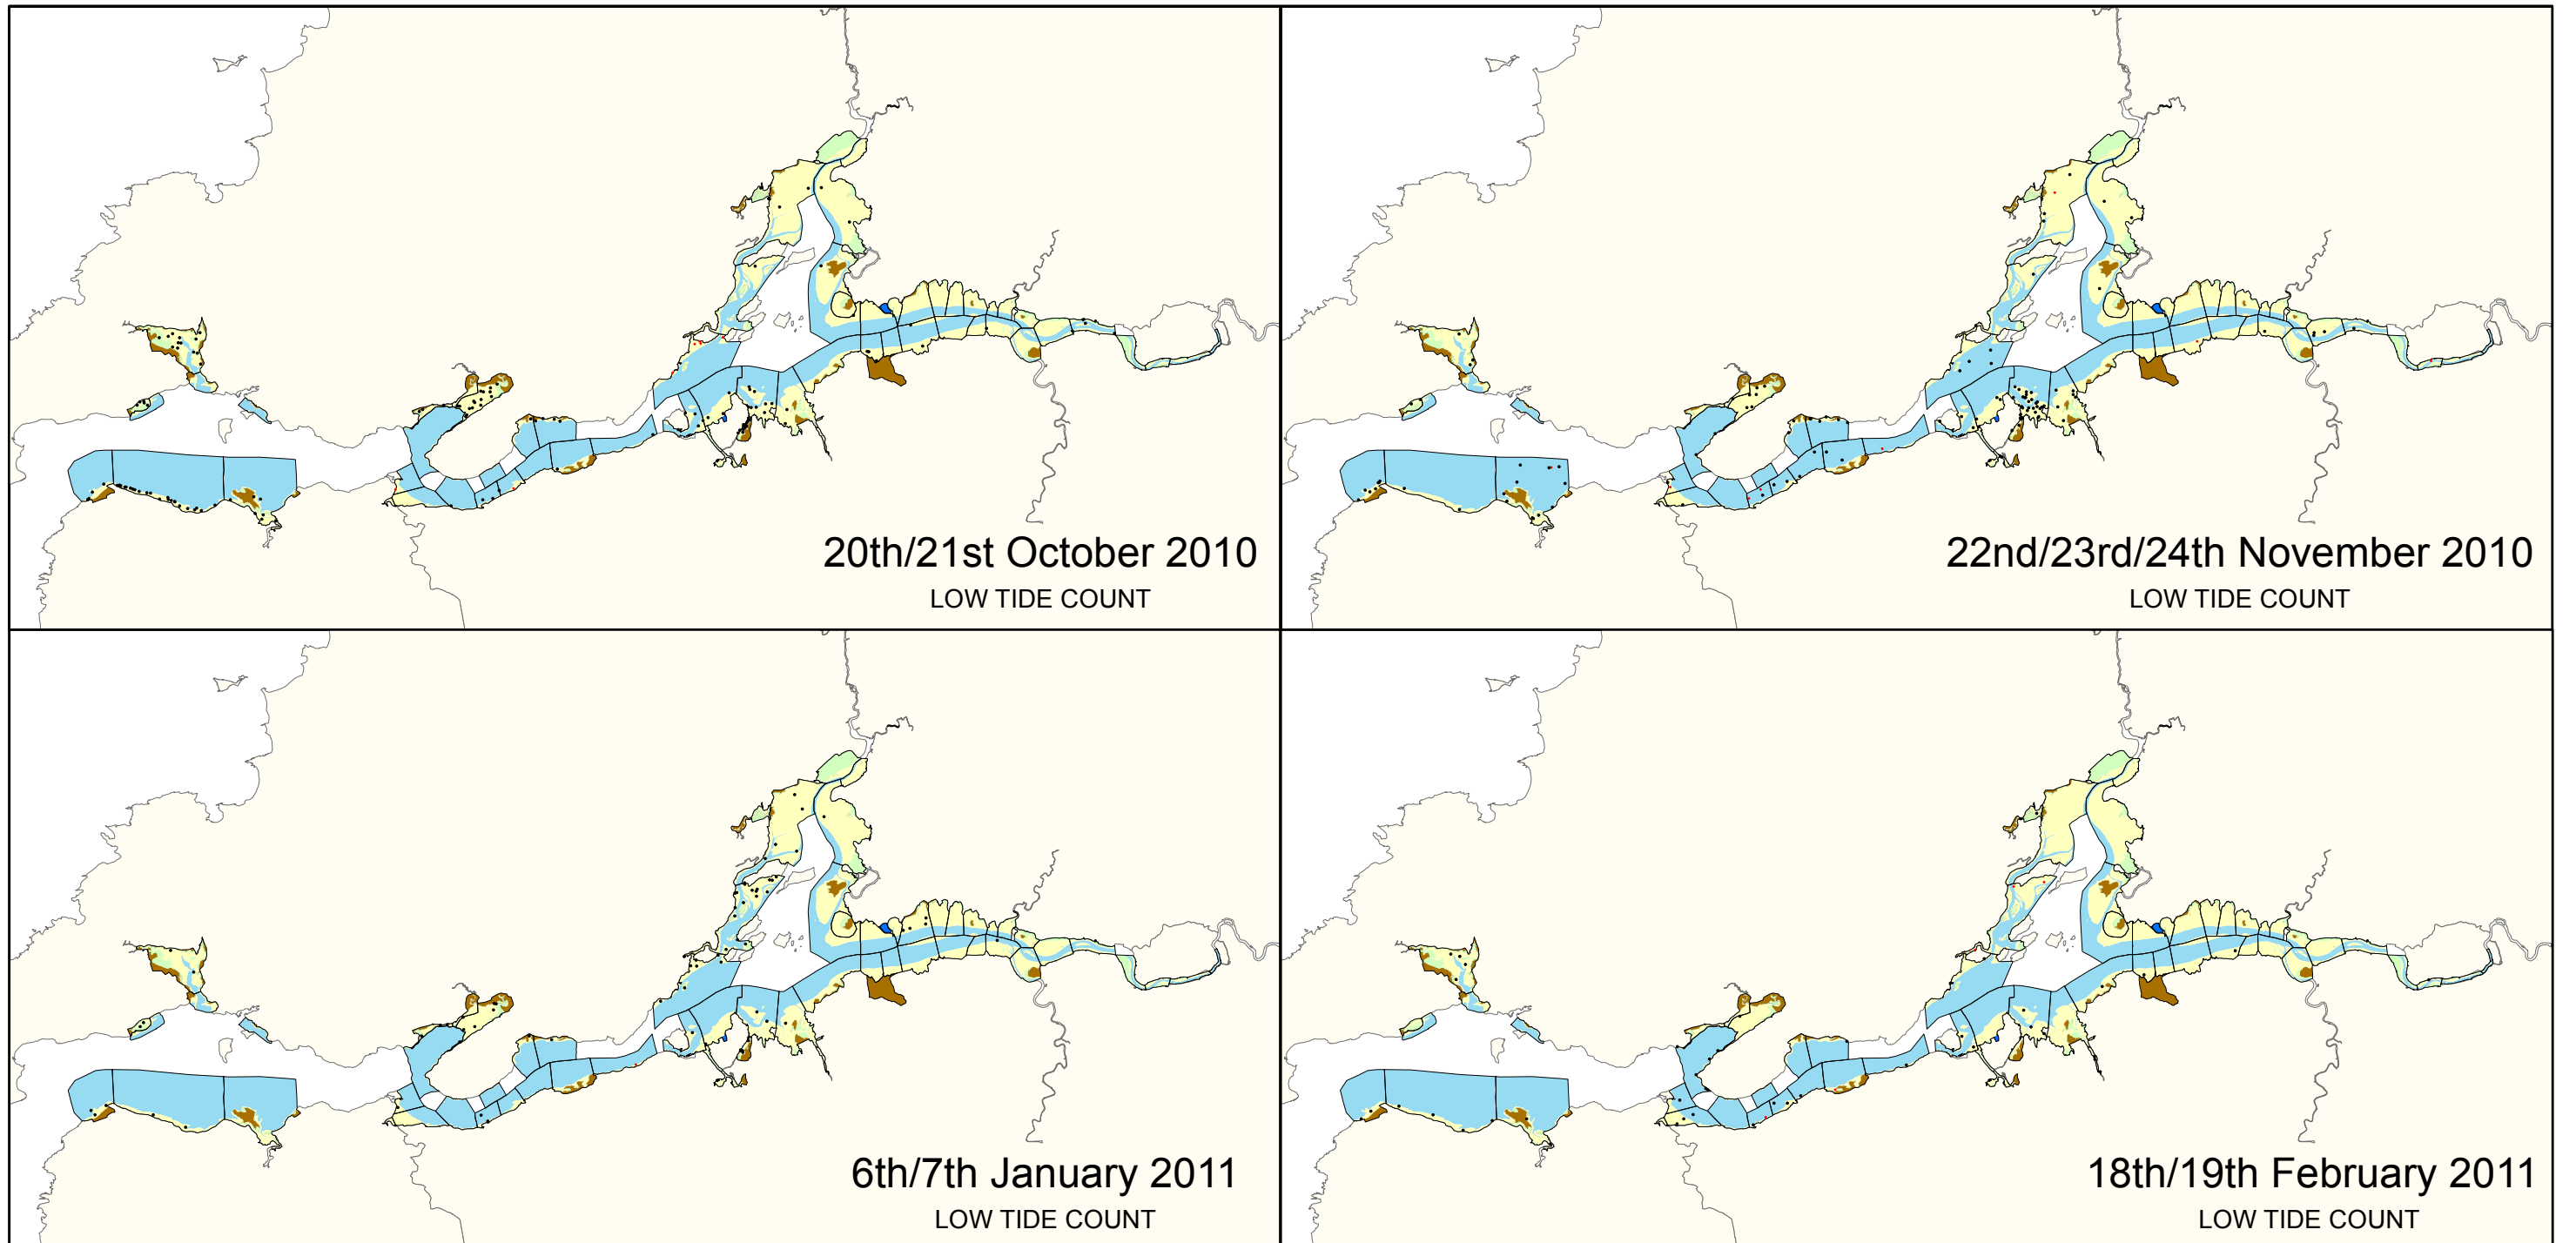 20th/21st October 2010
LOW TIDE COUNT
22nd/23rd/24th November 2010
LOW TIDE COUNT
6th/7th January 2011
LOW TIDE COUNT
18th/19th February 2011
LOW TIDE COUNT